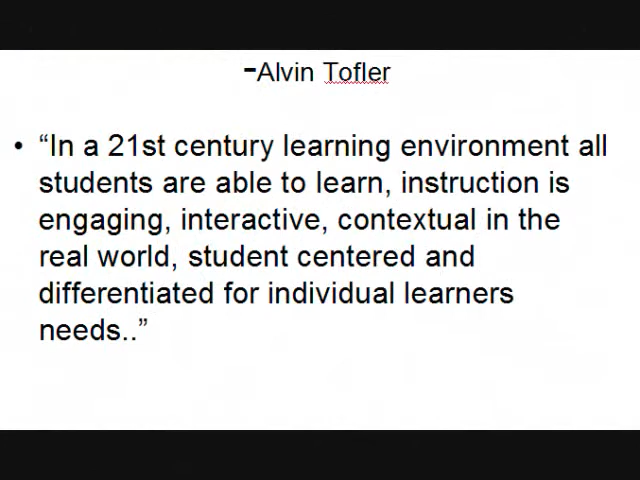 -Alvin Tofler
• “In a 21st century learning environment all
students are able to learn, instruction is
engaging, interactive, contextual in the
real world, student centered and
differentiated for individual learners
needs..”